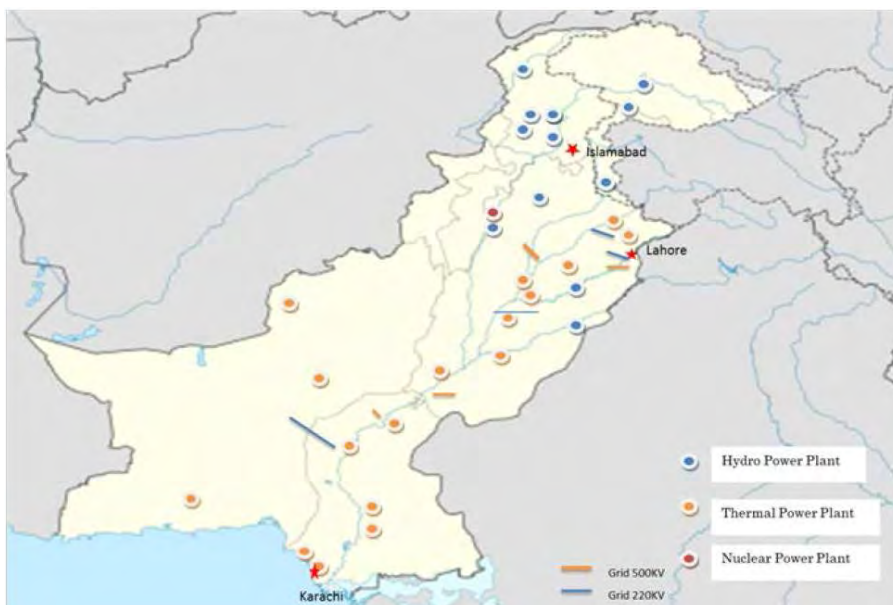 Islamabad
Lahore
Hydro Power Plant
Thermal Power Plant
Nuclear Power Plant
Grid 500KV
Grid 220KV
Karachi